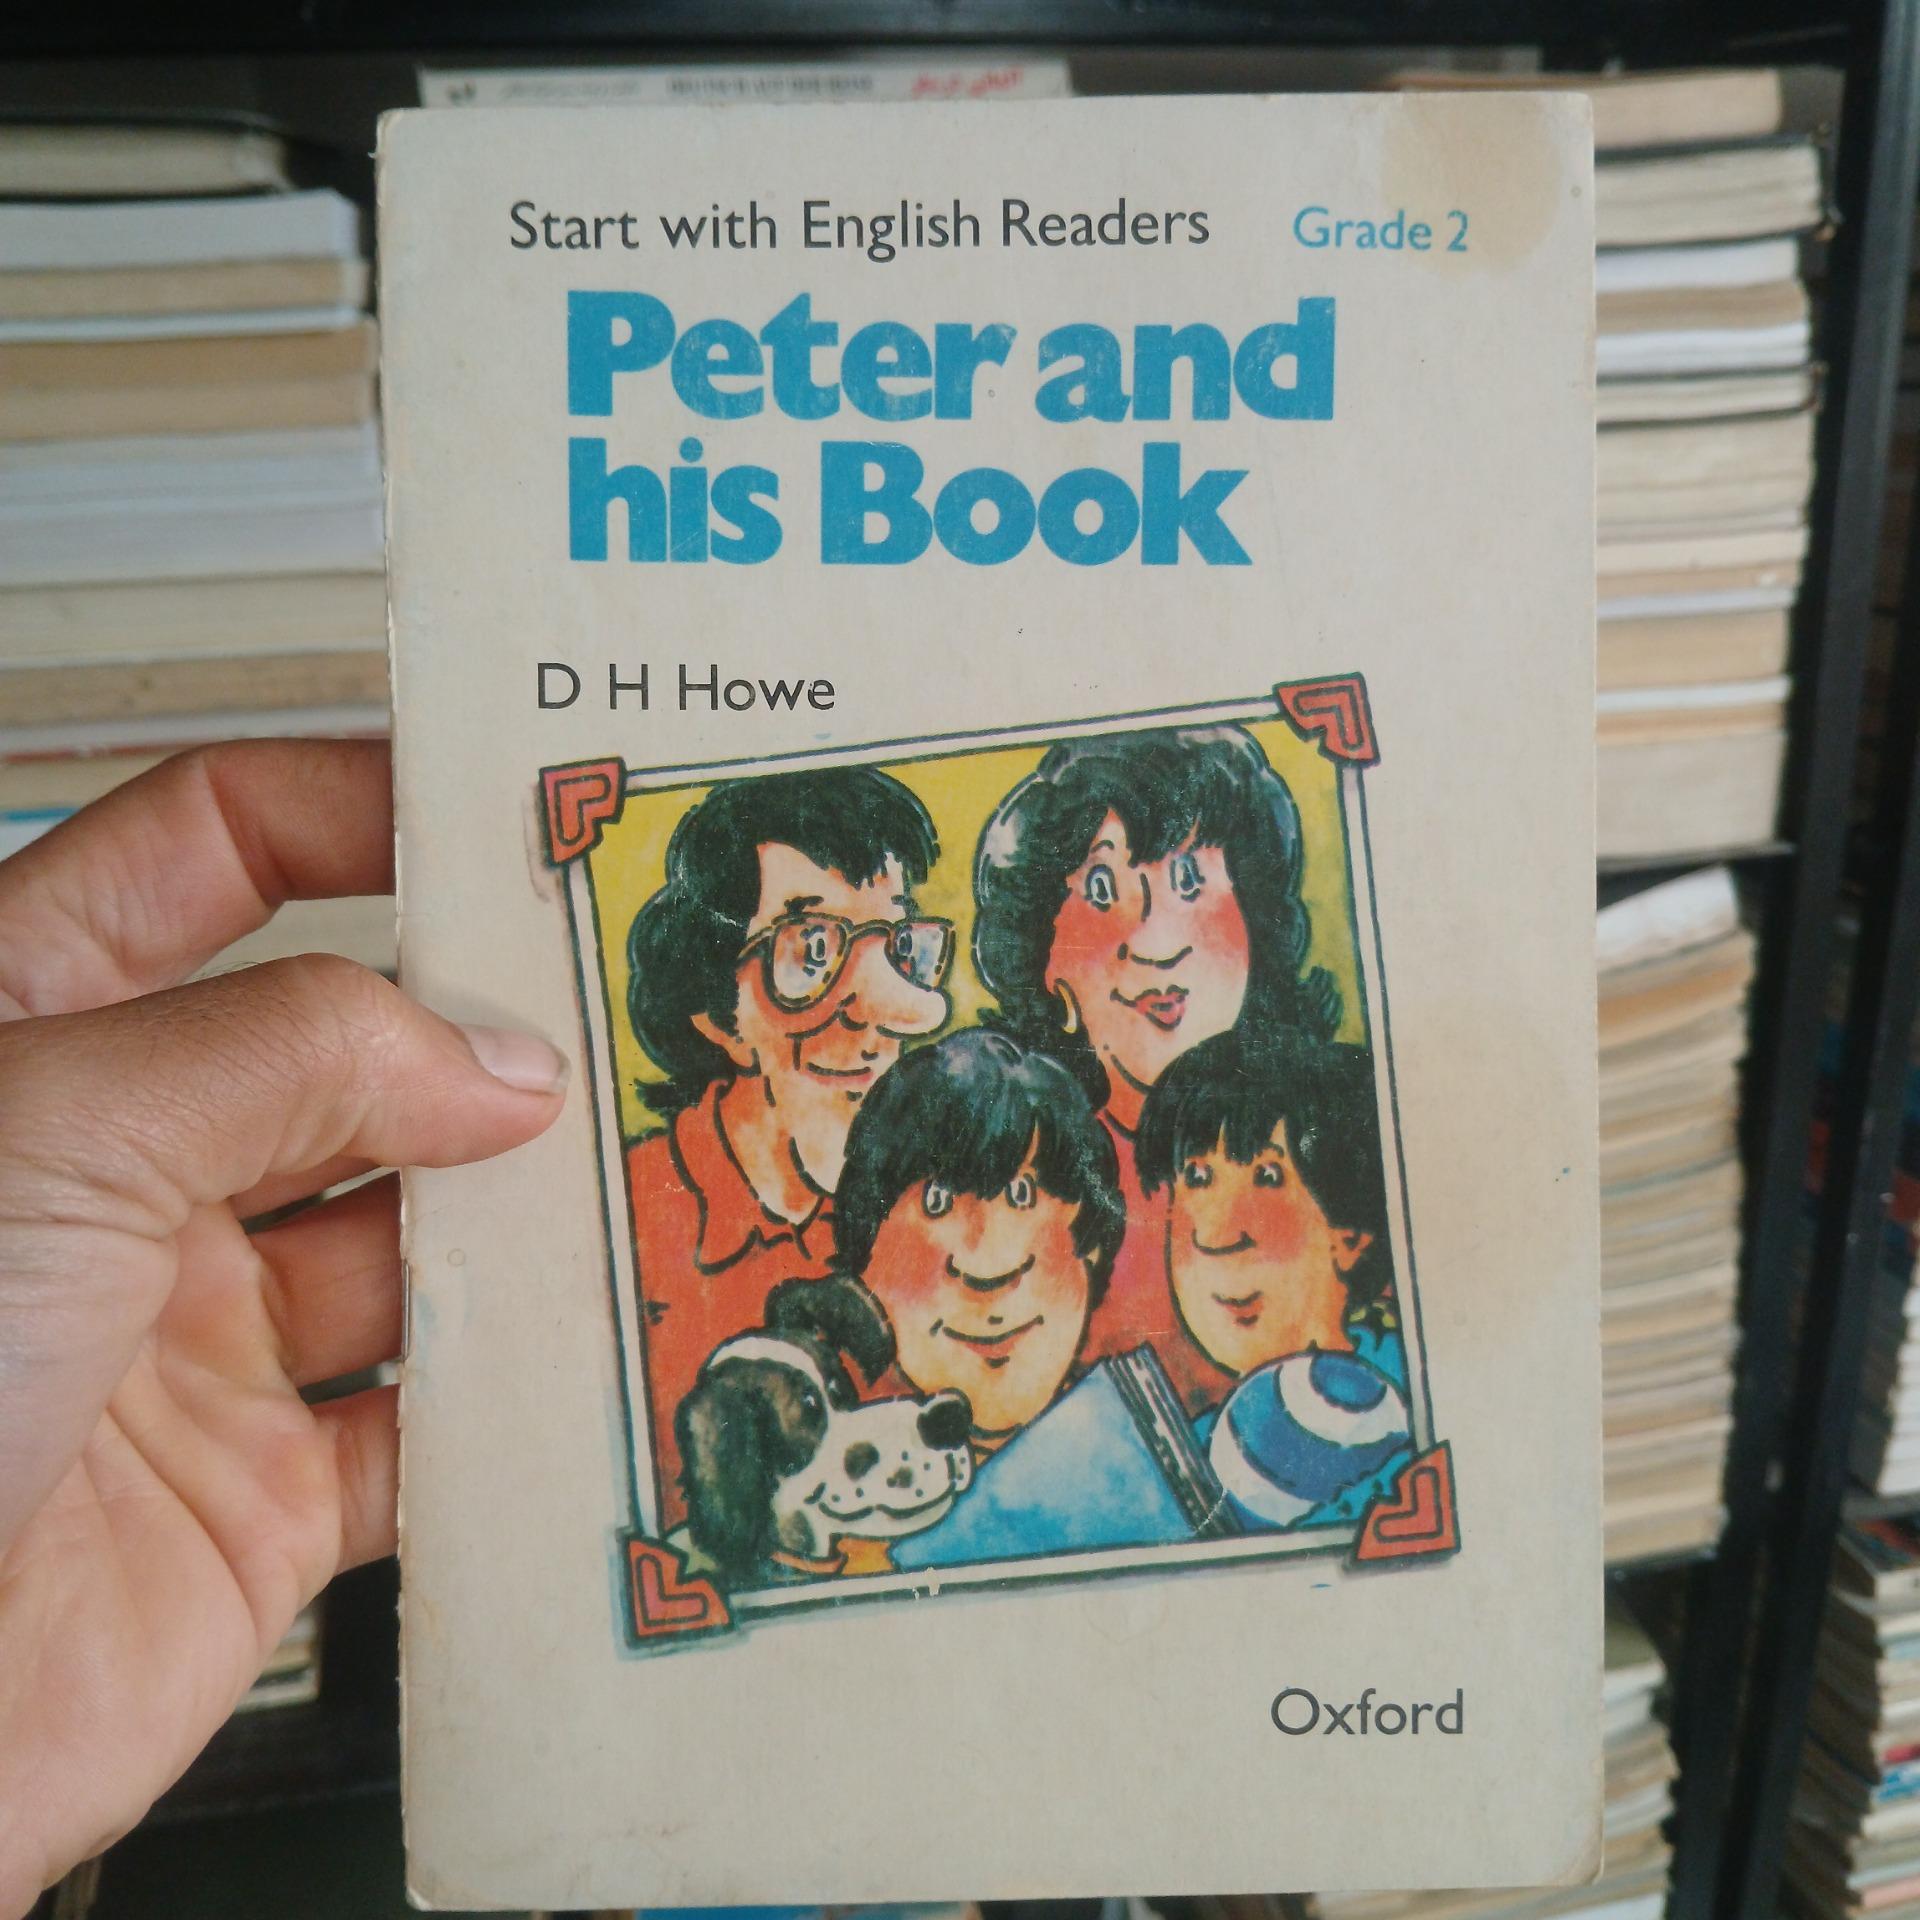 Start with English Readers Grade 2
Peter and
his Book
D H Howe
Oxford